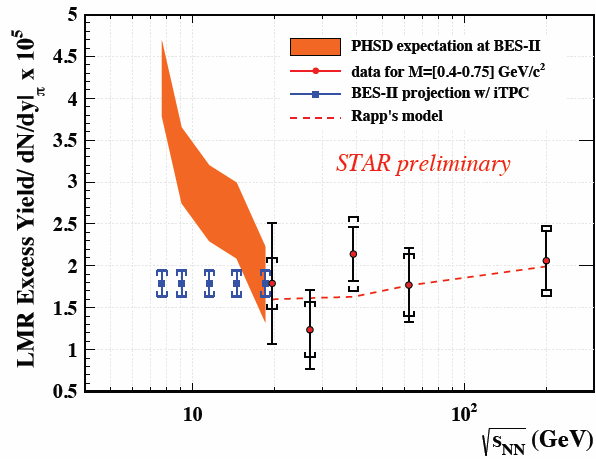 5
4.5
4
3.5
3
2.5
2
1.5
1
0.5
LMR Excess Yield/ dN/dy|π x 10⁵
PHSD expectation at BES-II
data for M=[0.4-0.75] GeV/c²
BES-II projection w/ iTPC
Rapp's model
STAR preliminary
10
10²
√sNN (GeV)